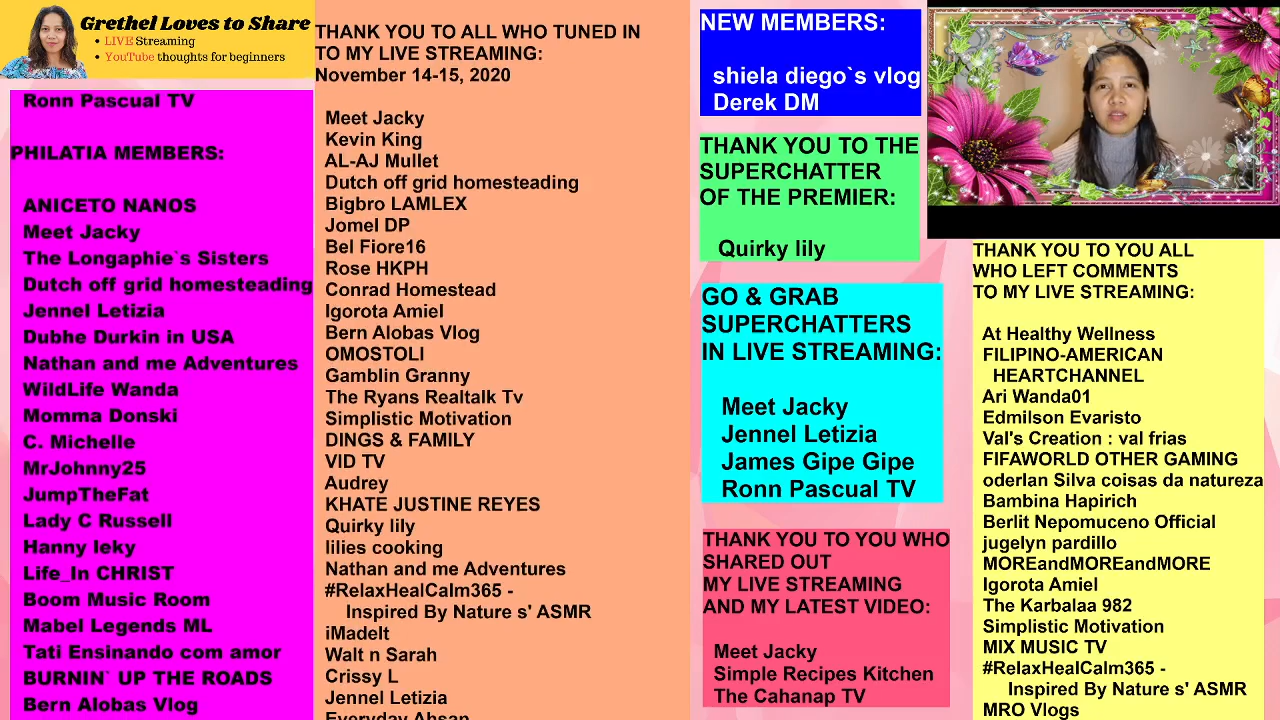 Grethel Loves to Share
• LIVE Streaming
• YouTube thoughts for beginners
Ronn Pascual TV
PHILATIA MEMBERS:
ANICETO NANOS
Meet Jacky
The Longaphie`s Sisters
Dutch off grid homesteading
Jennel Letizia
Dubhe Durkin in USA
Nathan and me Adventures
WildLife Wanda
Momma Donski
C. Michelle
MrJohnny25
JumpTheFat
Lady C Russell
Hanny leky
Life_In CHRIST
Boom Music Room
Mabel Legends ML
Tati Ensinando com amor
BURNIN` UP THE ROADS
Bern Alobas Vlog
THANK YOU TO ALL WHO TUNED IN
TO MY LIVE STREAMING:
November 14-15, 2020
Meet Jacky
Kevin King
AL-AJ Mullet
Dutch off grid homesteading
Bigbro LAMLEX
Jomel DP
Bel Fiore16
Rose HKPH
Conrad Homestead
Igorota Amiel
Bern Alobas Vlog
OMOSTOLI
Gamblin Granny
The Ryans Realtalk Tv
Simplistic Motivation
DINGS & FAMILY
VID TV
Audrey
KHATE JUSTINE REYES
Quirky lily
lilies cooking
Nathan and me Adventures
#RelaxHealCalm365 -
Inspired By Nature s' ASMR
iMadeIt
Walt n Sarah
Crissy L
Jennel Letizia
Everyday Ahsan
NEW MEMBERS:
shiela diego`s vlog
Derek DM
THANK YOU TO THE
SUPERCHATTER
OF THE PREMIER:
Quirky lily
GO & GRAB
SUPERCHATTERS
IN LIVE STREAMING:
Meet Jacky
Jennel Letizia
James Gipe Gipe
Ronn Pascual TV
THANK YOU TO YOU WHO
SHARED OUT
MY LIVE STREAMING
AND MY LATEST VIDEO:
Meet Jacky
Simple Recipes Kitchen
The Cahanap TV
THANK YOU TO YOU ALL
WHO LEFT COMMENTS
TO MY LIVE STREAMING:
At Healthy Wellness
FILIPINO-AMERICAN
HEARTCHANNEL
Ari Wanda01
Edmilson Evaristo
Val's Creation : val frias
FIFAWORLD OTHER GAMING
oderlan Silva coisas da natureza
Bambina Hapirich
Berlit Nepomuceno Official
jugelyn pardillo
MOREandMOREandMORE
Igorota Amiel
The Karbalaa 982
Simplistic Motivation
MIX MUSIC TV
#RelaxHealCalm365 -
Inspired By Nature s' ASMR
MRO Vlogs